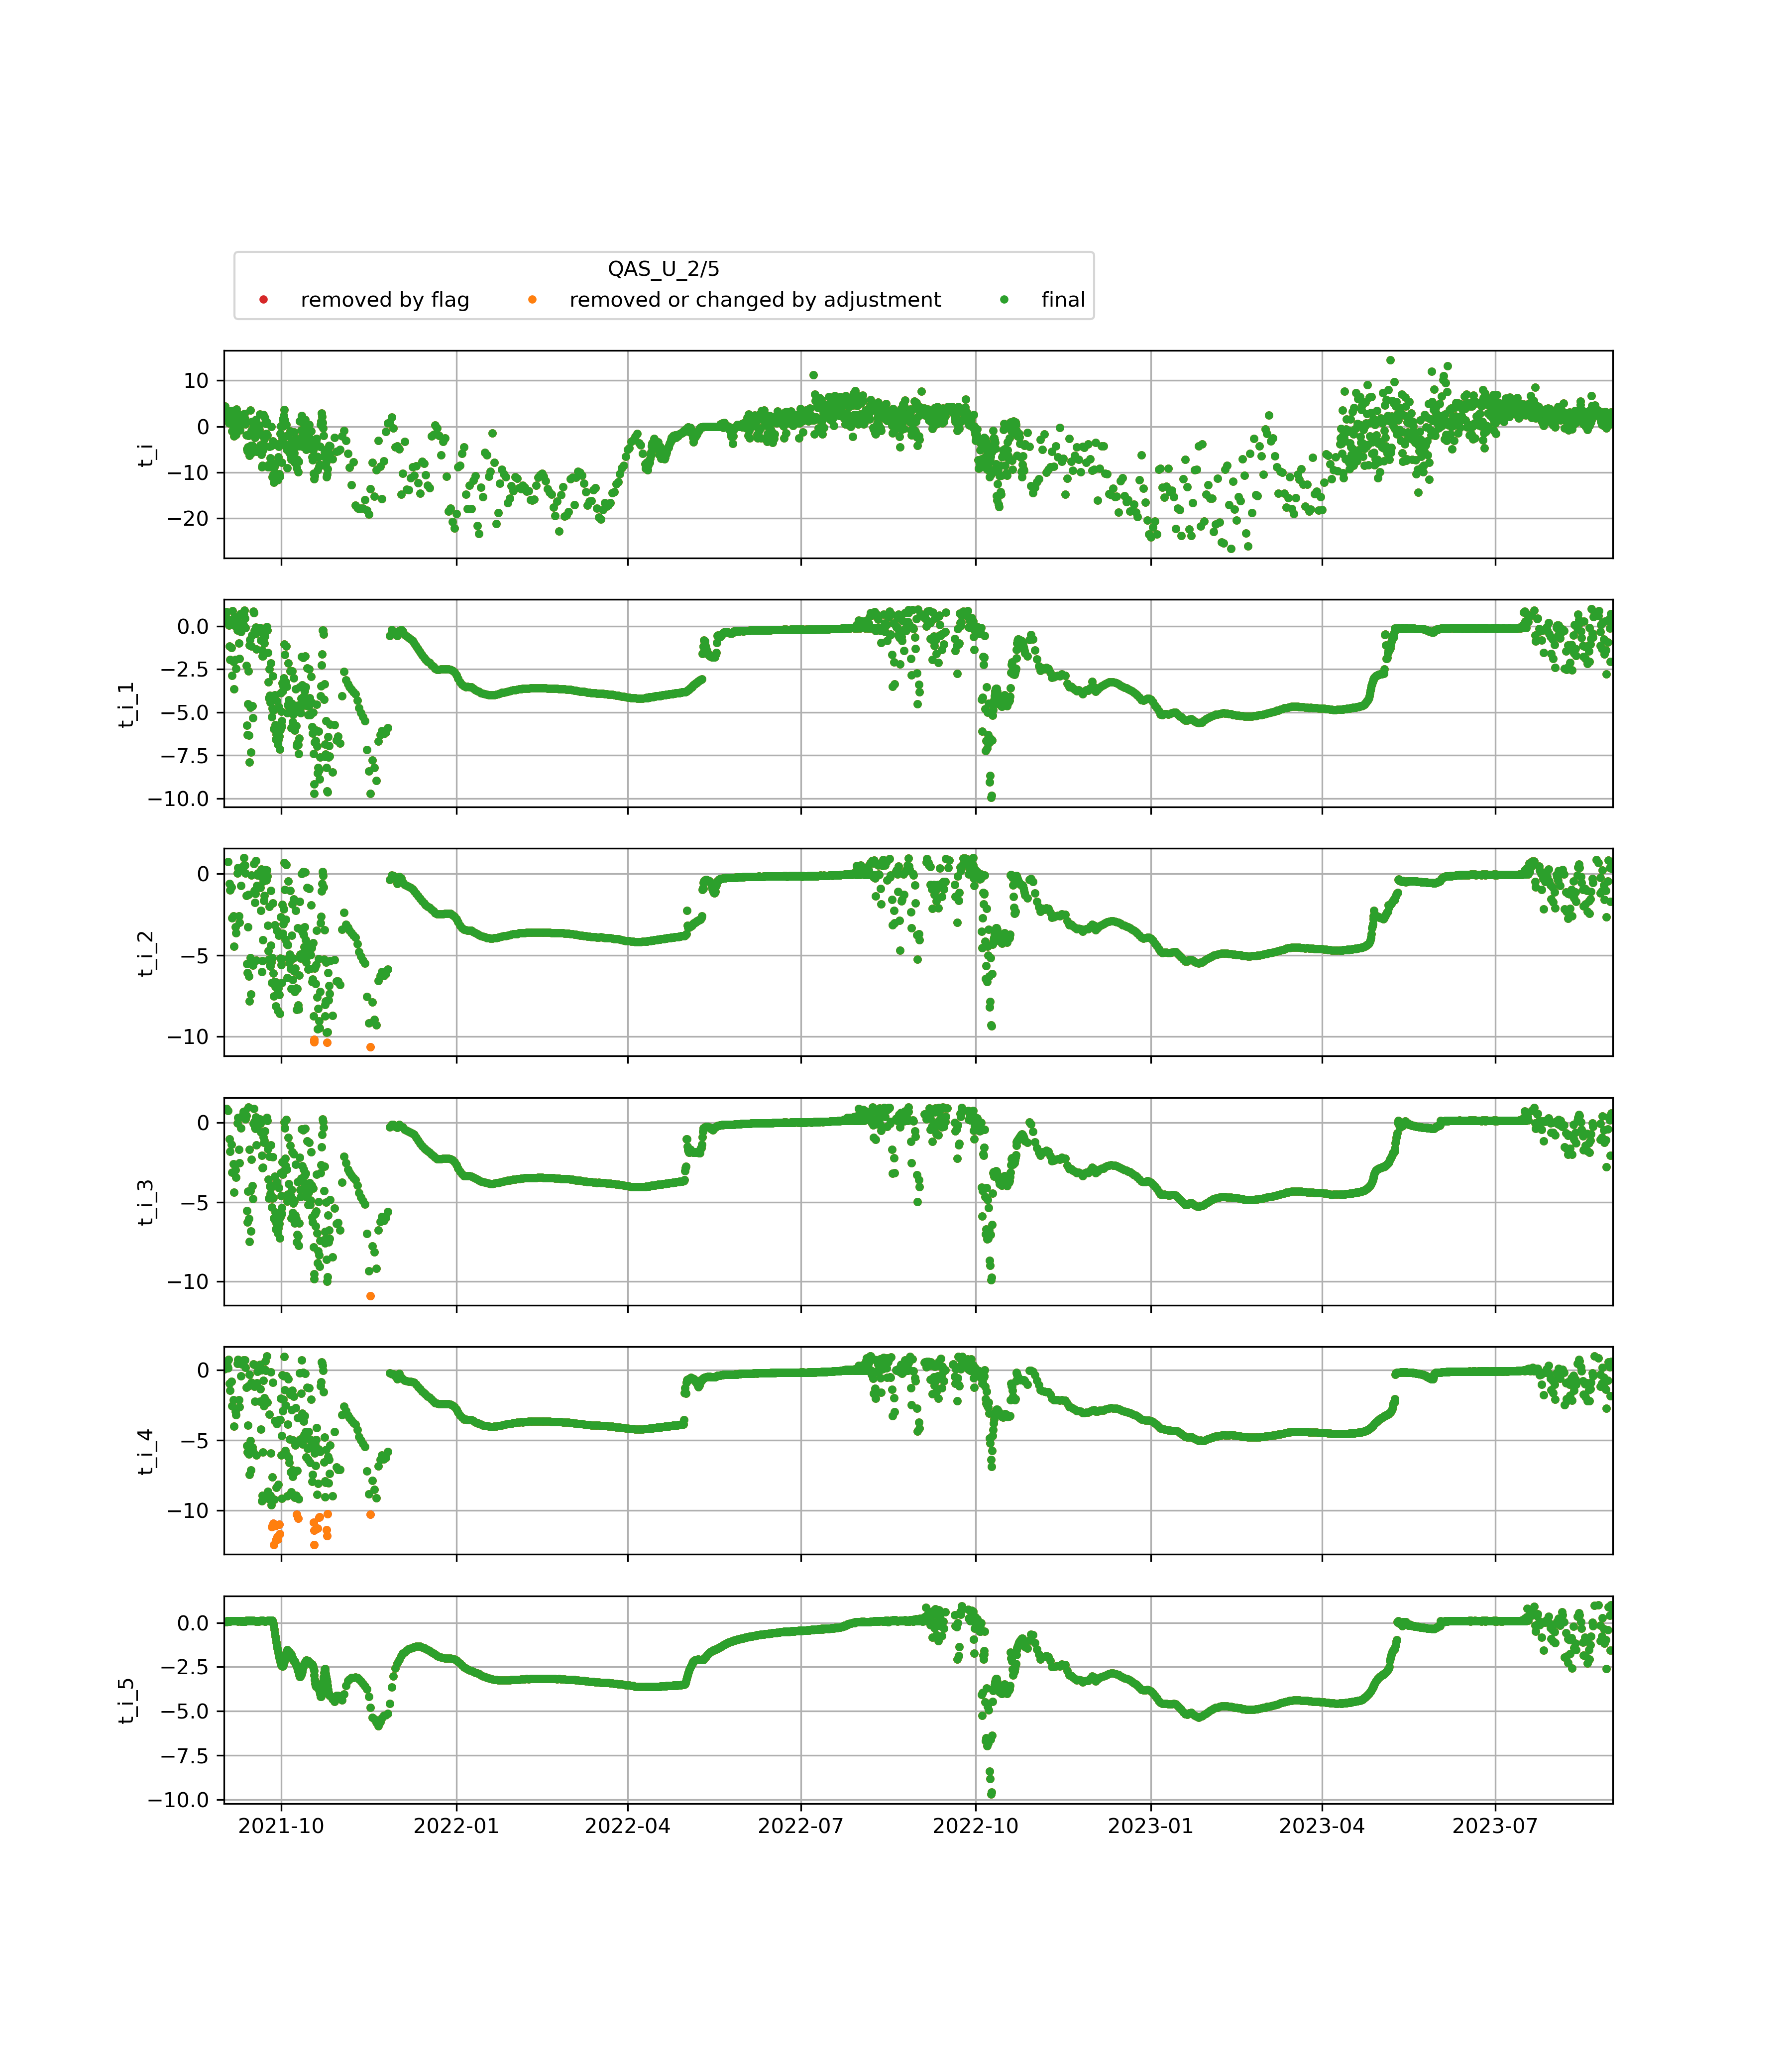 QAS_U_2/5
removed by flag removed or changed by adjustment final
10
0
−10
−20
t_i
0.0
−2.5
−5.0
−7.5
−10.0
t_i_1
0
−5
−10
t_i_2
0
−5
−10
t_i_3
0
−5
−10
t_i_4
0.0
−2.5
−5.0
−7.5
−10.0
t_i_5
2021-10 2022-01 2022-04 2022-07 2022-10 2023-01 2023-04 2023-07